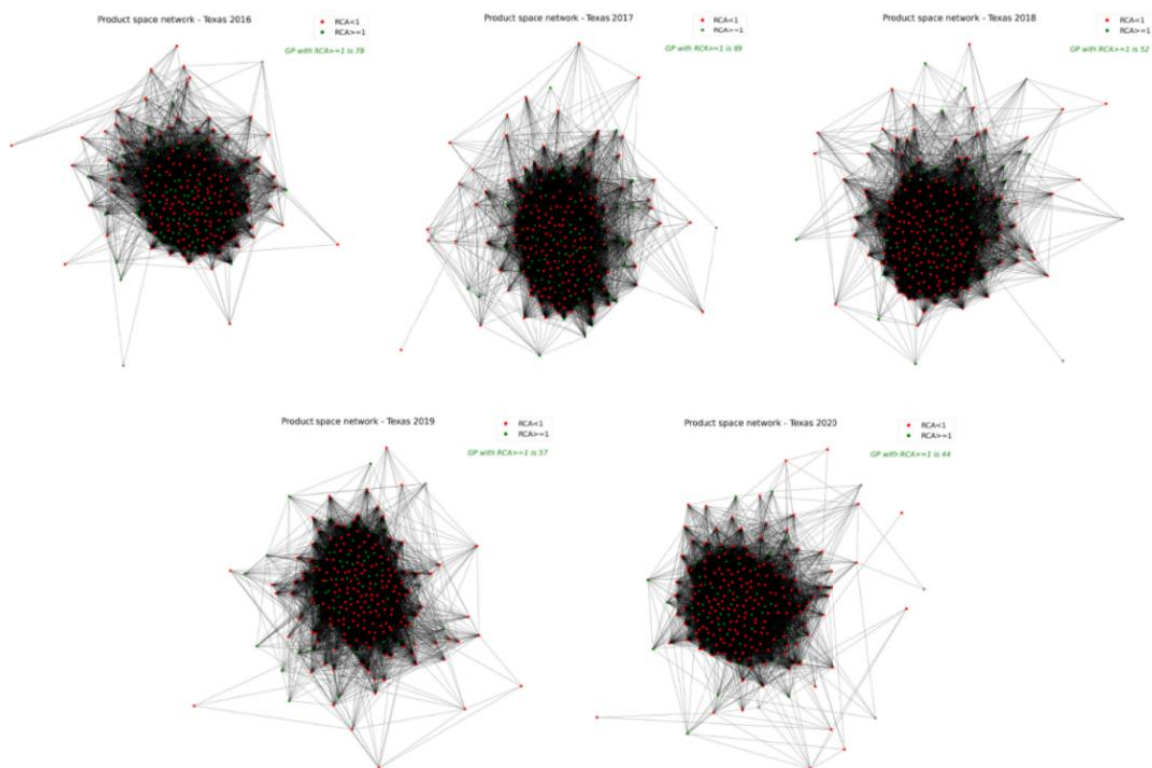 Product space network - Texas 2016
RCA<1
RCA>=1
GP with RCA>=1 is 78
Product space network - Texas 2017
RCA<1
RCA>=1
GP with RCA>=1 is 69
Product space network - Texas 2018
RCA<1
RCA>=1
GP with RCA>=1 is 52
Product space network - Texas 2019
RCA<1
RCA>=1
GP with RCA>=1 is 57
Product space network - Texas 2020
RCA<1
RCA>=1
GP with RCA>=1 is 44